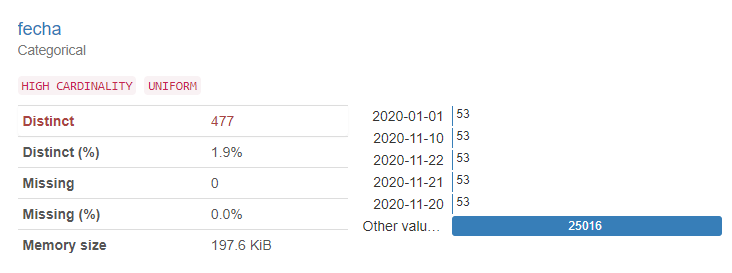 fecha
Categorical
HIGH CARDINALITY UNIFORM
Distinct 477
Distinct (%) 1.9%
Missing 0
Missing (%) 0.0%
Memory size 197.6 KiB
2020-01-01 53
2020-11-10 53
2020-11-22 53
2020-11-21 53
2020-11-20 53
Other valu… 25016